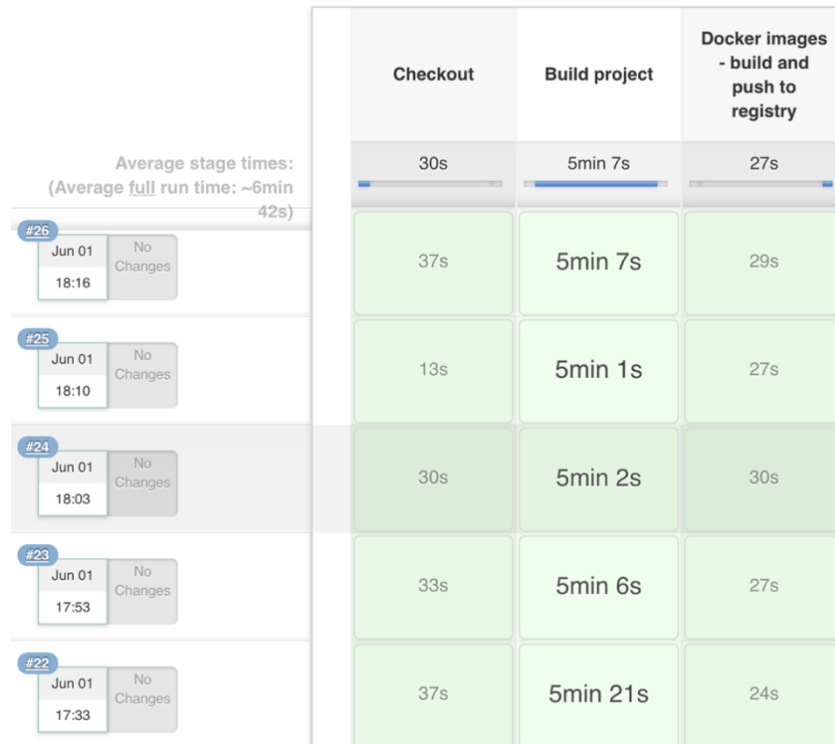 Checkout
Build project
Docker images
- build and
push to
registry
Average stage times:
(Average full run time: ~6min
42s)
30s
5min 7s
27s
#26
Jun 01
18:16
No
Changes
37s
5min 7s
29s
#25
Jun 01
18:10
No
Changes
13s
5min 1s
27s
#24
Jun 01
18:03
No
Changes
30s
5min 2s
30s
#23
Jun 01
17:53
No
Changes
33s
5min 6s
27s
#22
Jun 01
17:33
No
Changes
37s
5min 21s
24s